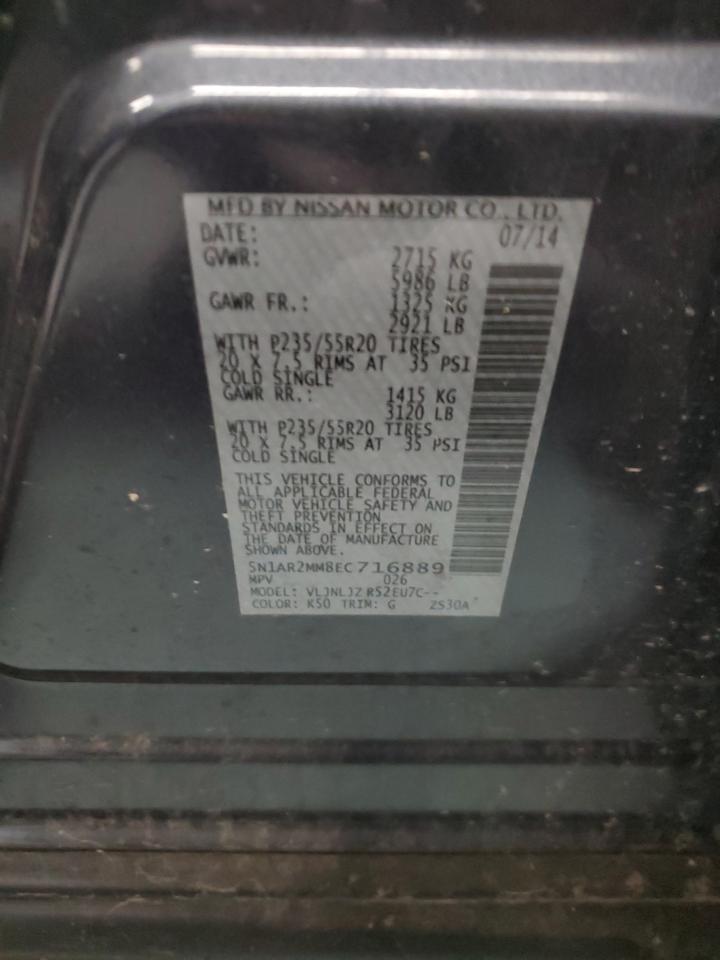 MFD BY NISSAN MOTOR CO., LTD.
DATE: 07/14
GVWR: 2715 KG
5986 LB
GAWR FR.: 1325 KG
2921 LB
WITH P235/55R20 TIRES
20 X 7.5 RIMS AT 35 PSI
COLD SINGLE
GAWR RR.: 1415 KG
3120 LB
WITH P235/55R20 TIRES
20 X 7.5 RIMS AT 35 PSI
COLD SINGLE
THIS VEHICLE CONFORMS TO
ALL APPLICABLE FEDERAL
MOTOR VEHICLE SAFETY AND
THEFT PREVENTION
STANDARDS IN EFFECT ON
THE DATE OF MANUFACTURE
SHOWN ABOVE.
5N1AR2MM8EC716889
MPV 026
MODEL: VLJNLJZ RS2EU7C--
COLOR: K50 TRIM: G ZS30A